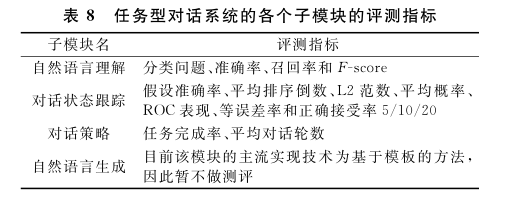 表 8 任务型对话系统的各个子模块的评测指标
子模块名 评测指标
自然语言理解 分类问题、准确率、召回率和 F-score
对话状态跟踪 假设准确率、平均排序倒数、L2 范数、平均概率、
ROC 表现、等误差率和正确接受率 5/10/20
对话策略 任务完成率、平均对话轮数
自然语言生成 目前该模块的主流实现技术为基于模板的方法,
因此暂不做测评